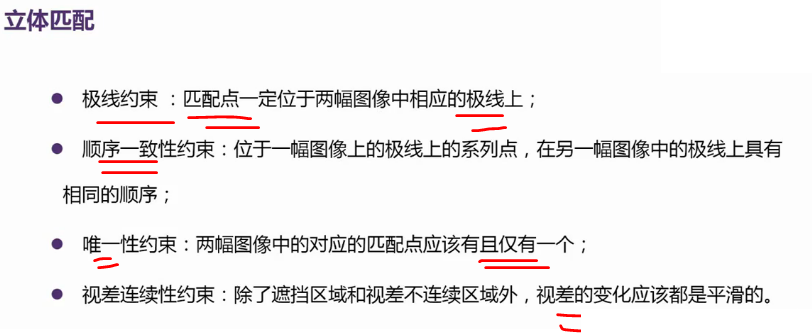 立体匹配
● 极线约束 ：匹配点一定位于两幅图像中相应的极线上；
● 顺序一致性约束：位于一幅图像上的极线上的系列点，在另一幅图像中的极线上具有
相同的顺序；
● 唯一性约束：两幅图像中的对应的匹配点应该有且仅有一个；
● 视差连续性约束：除了遮挡区域和视差不连续区域外，视差的变化应该都是平滑的。